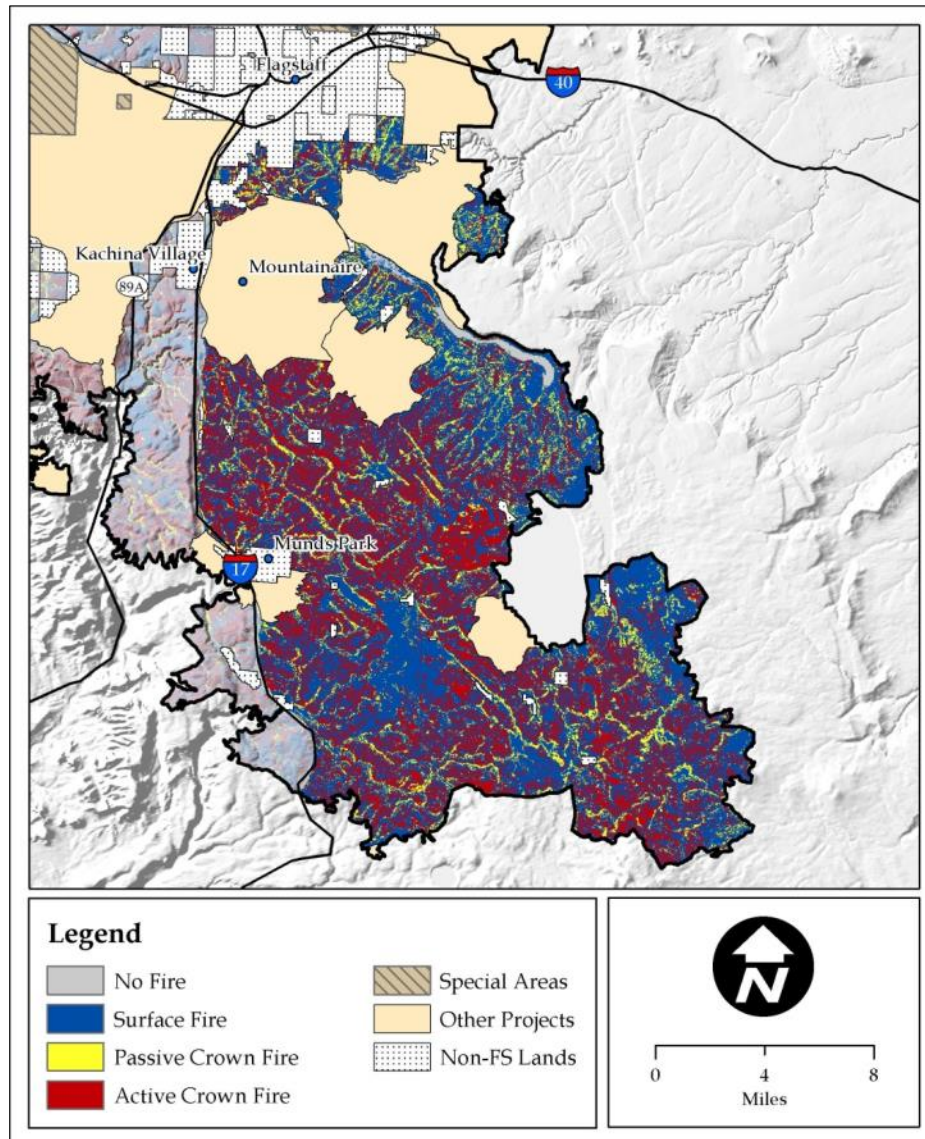 Flagstaff
40
Kachina Village
Mountainaire
89A
Munds Park
17
Legend
No Fire
Surface Fire
Passive Crown Fire
Active Crown Fire
Special Areas
Other Projects
Non-FS Lands
N
0 4 8
Miles